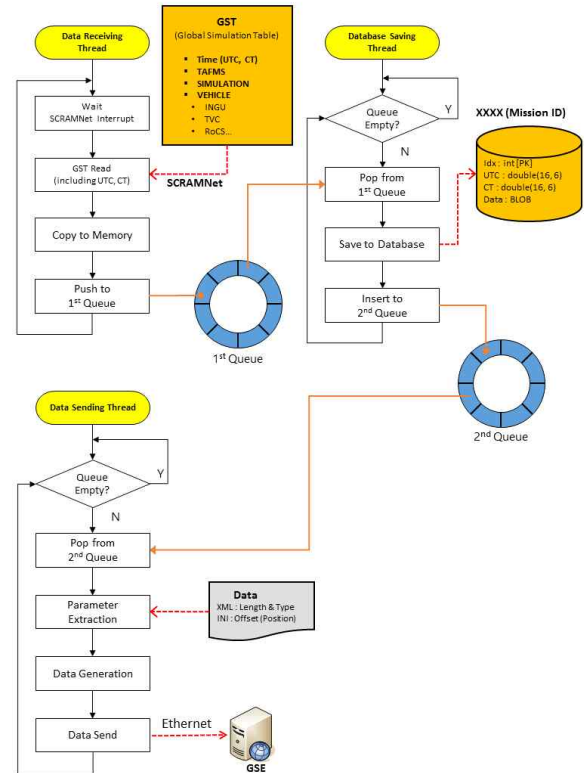 Data Receiving
Thread
Wait
SCRAMNet Interrupt
GST Read
(including UTC, CT)
Copy to Memory
Push to
1st Queue
GST
(Global Simulation Table)
▪ Time (UTC, CT)
▪ TAFMS
▪ SIMULATION
▪ VEHICLE
• INGU
• TVC
• RoCS...
SCRAMNet
1st Queue
Database Saving
Thread
Queue
Empty?
Y
N
Pop from
1st Queue
Save to Database
Insert to
2nd Queue
XXXX (Mission ID)
Idx : int [PK]
UTC : double(16, 6)
CT : double(16, 6)
Data : BLOB
2nd Queue
Data Sending Thread
Queue
Empty?
Y
N
Pop from
2nd Queue
Parameter
Extraction
Data Generation
Data Send
Data
XML : Length & Type
INI : Offset (Position)
Ethernet
GSE